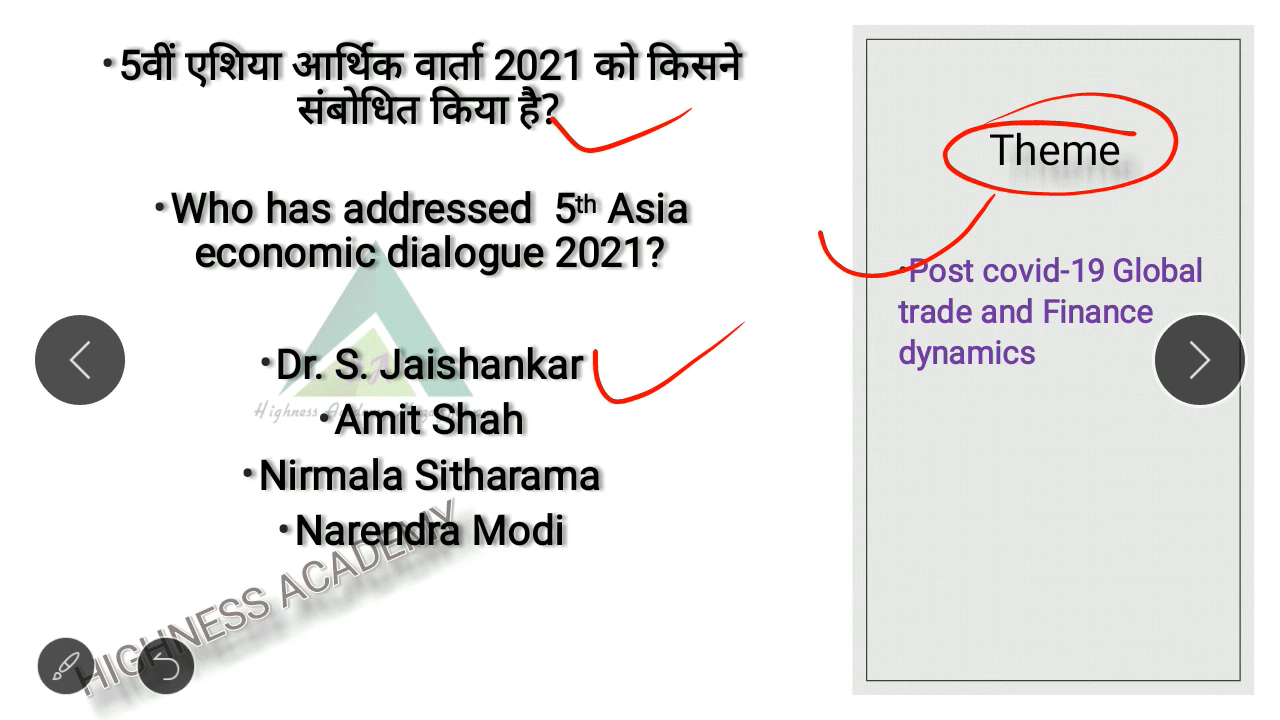 •5वीं एशिया आर्थिक वार्ता 2021 को किसने
संबोधित किया है?
•Who has addressed 5th Asia
economic dialogue 2021?
•Dr. S. Jaishankar
•Amit Shah
•Nirmala Sitharama
•Narendra Modi
HIGHNESS ACADEMY
Theme
•Post covid-19 Global
trade and Finance
dynamics